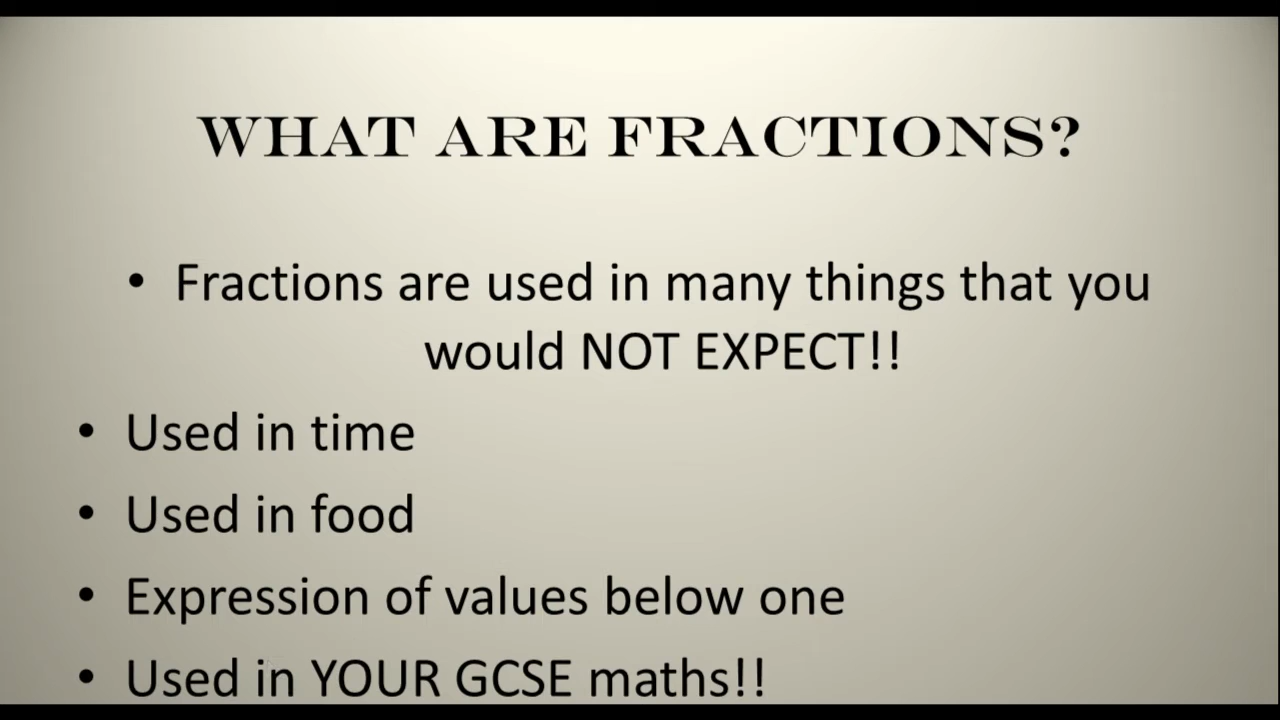 WHAT ARE FRACTIONS?
• Fractions are used in many things that you
would NOT EXPECT!!
• Used in time
• Used in food
• Expression of values below one
• Used in YOUR GCSE maths!!